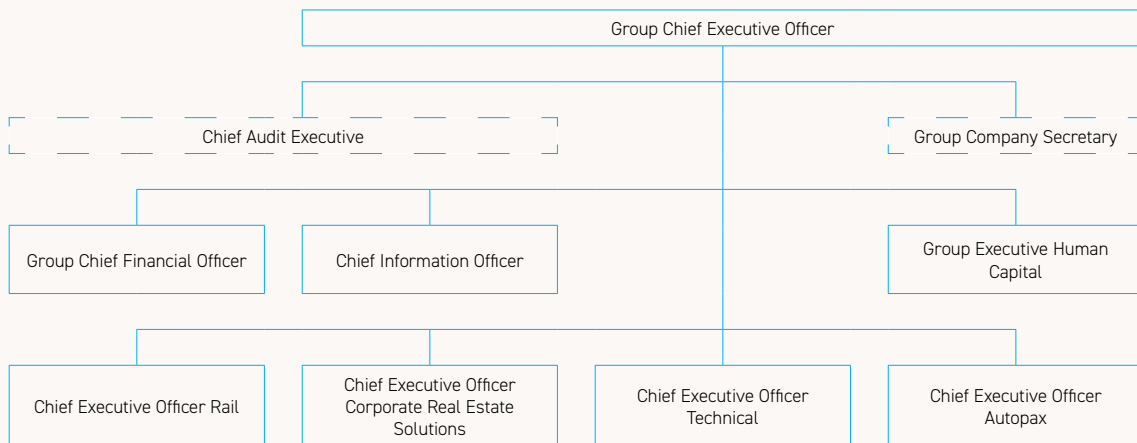 Group Chief Executive Officer
Chief Audit Executive
Group Company Secretary
Group Chief Financial Officer
Chief Information Officer
Group Executive Human
Capital
Chief Executive Officer Rail
Chief Executive Officer
Corporate Real Estate
Solutions
Chief Executive Officer
Technical
Chief Executive Officer
Autopax